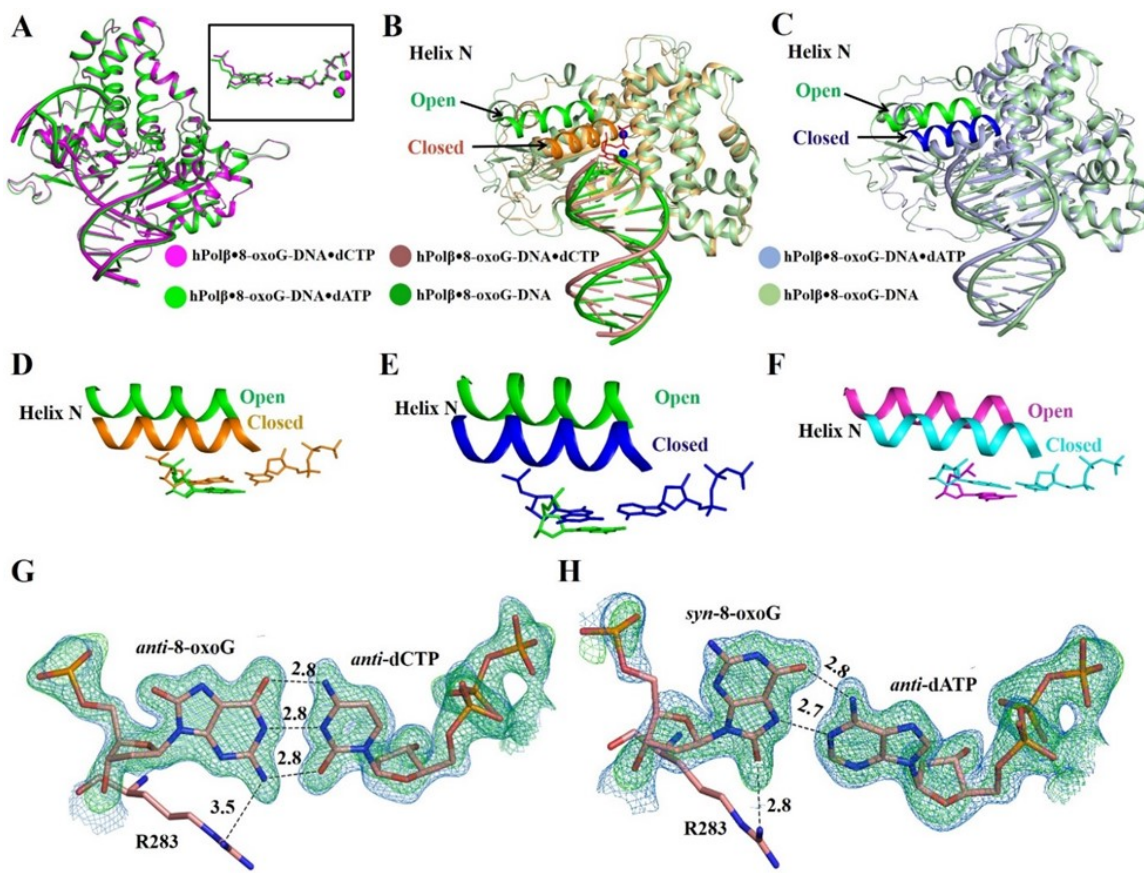 A
B
C
Helix N
Helix N
Open
Open
Closed
Closed
hPolβ•8-oxoG-DNA•dCTP
hPolβ•8-oxoG-DNA•dCTP
hPolβ•8-oxoG-DNA•dATP
hPolβ•8-oxoG-DNA•dATP
hPolβ•8-oxoG-DNA
hPolβ•8-oxoG-DNA
D
E
F
Open
Helix N
Closed
Open
Helix N
Closed
Open
Helix N
Closed
G
H
anti-8-oxoG
2.8
anti-dCTP
2.8
2.8
3.5
R283
syn-8-oxoG
2.8
anti-dATP
2.7
2.8
R283